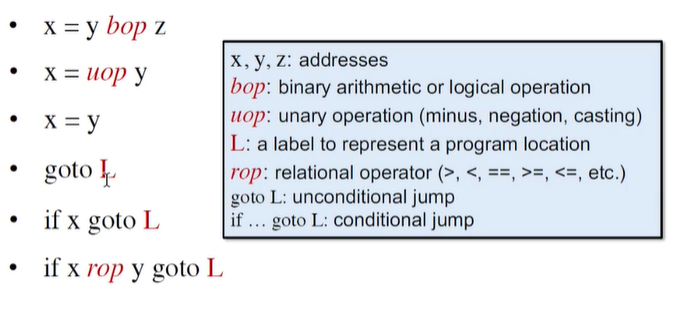 • x = y bop z
• x = uop y
• x = y
• goto L
• if x goto L
• if x rop y goto L
x, y, z: addresses
bop: binary arithmetic or logical operation
uop: unary operation (minus, negation, casting)
L: a label to represent a program location
rop: relational operator (>, <, ==, >=, <=, etc.)
goto L: unconditional jump
if … goto L: conditional jump